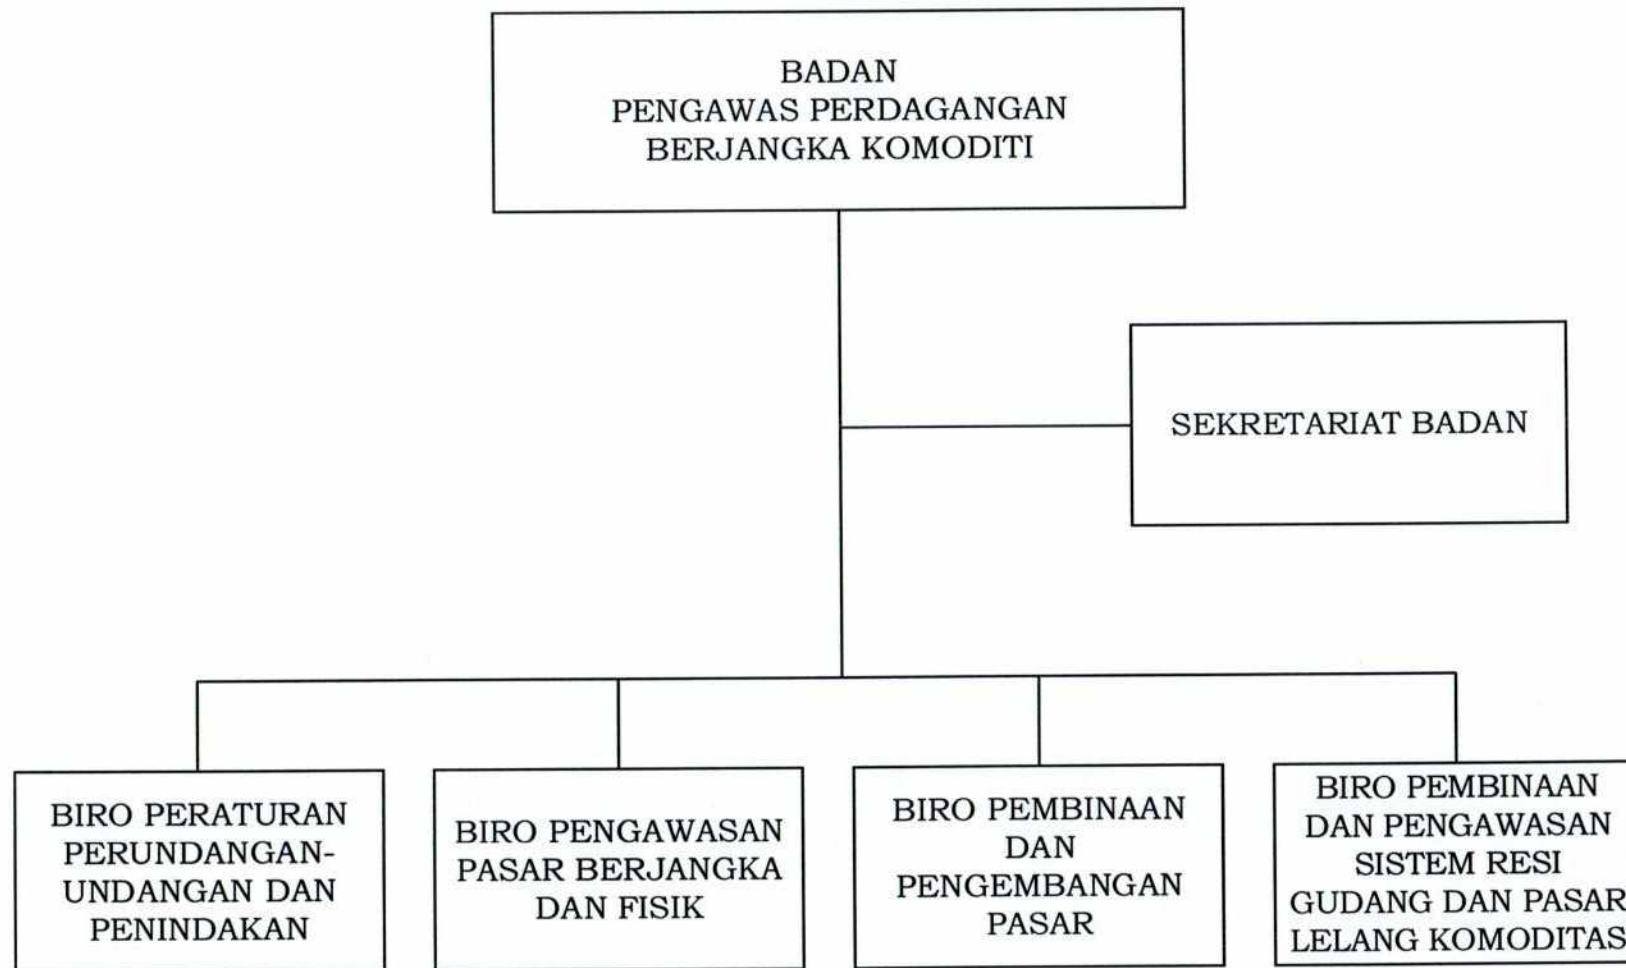 BADAN
PENGAWAS PERDAGANGAN
BERJANGKA KOMODITI
SEKRETARIAT BADAN
BIRO PERATURAN
PERUNDANGAN-
UNDANGAN DAN
PENINDAKAN
BIRO PENGAWASAN
PASAR BERJANGKA
DAN FISIK
BIRO PEMBINAAN
DAN
PENGEMBANGAN
PASAR
BIRO PEMBINAAN
DAN PENGAWASAN
SISTEM RESI
GUDANG DAN PASAR
LELANG KOMODITAS